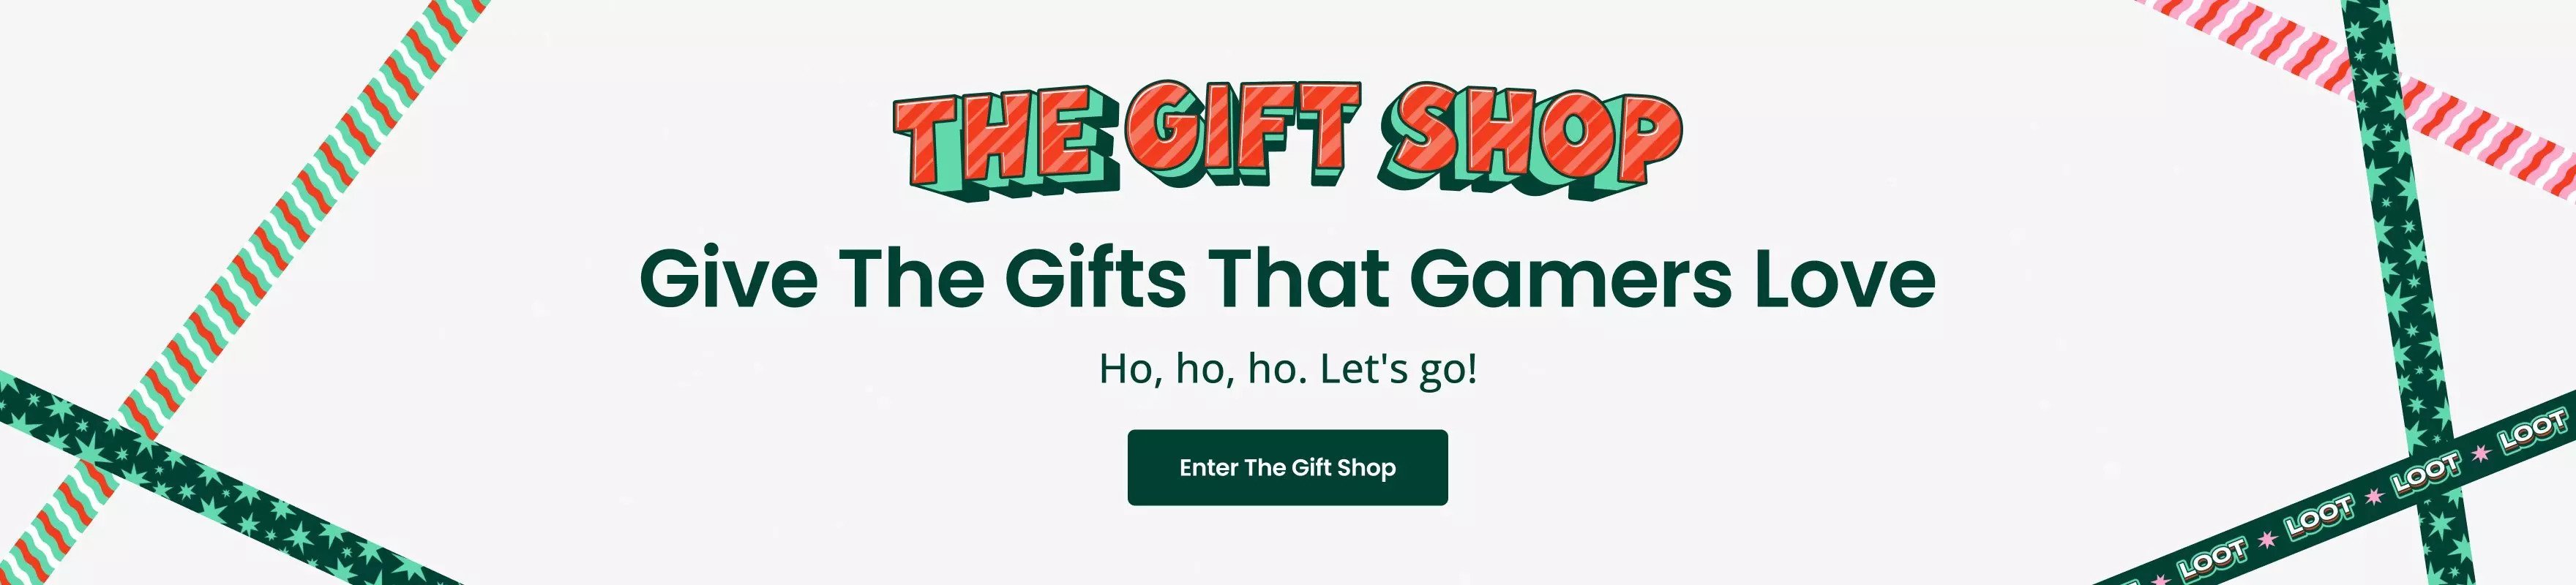 THE GIFT SHOP
Give The Gifts That Gamers Love
Ho, ho, ho. Let's go!
Enter The Gift Shop
LOOT LOOT LOOT LOOT